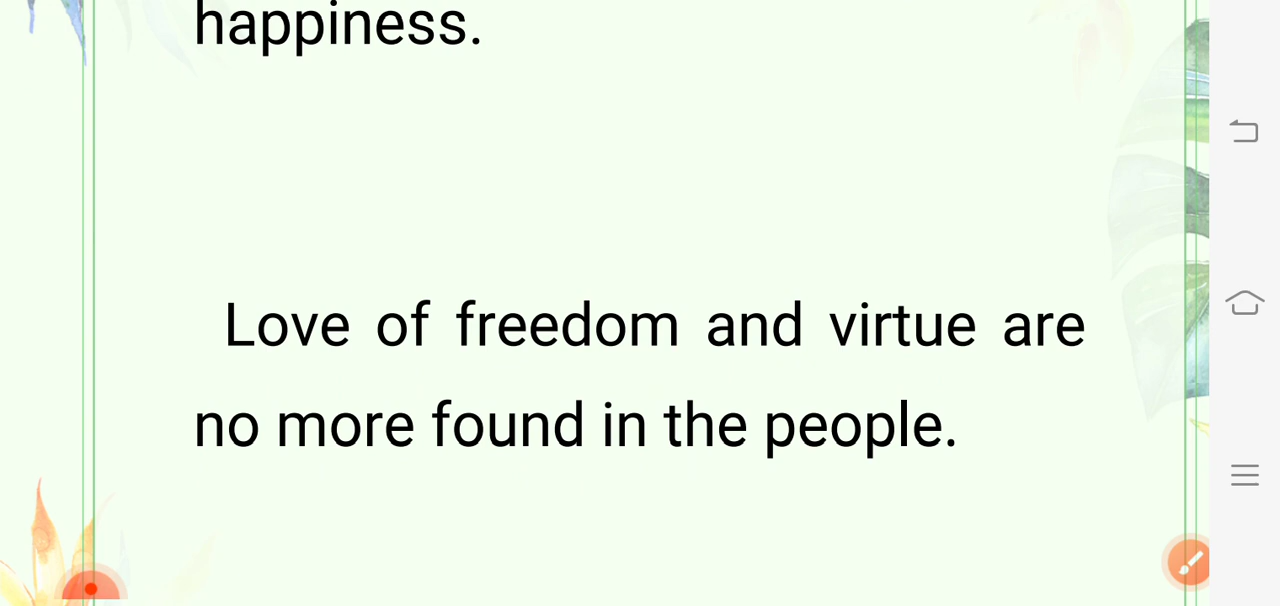 happiness.
Love of freedom and virtue are
no more found in the people.